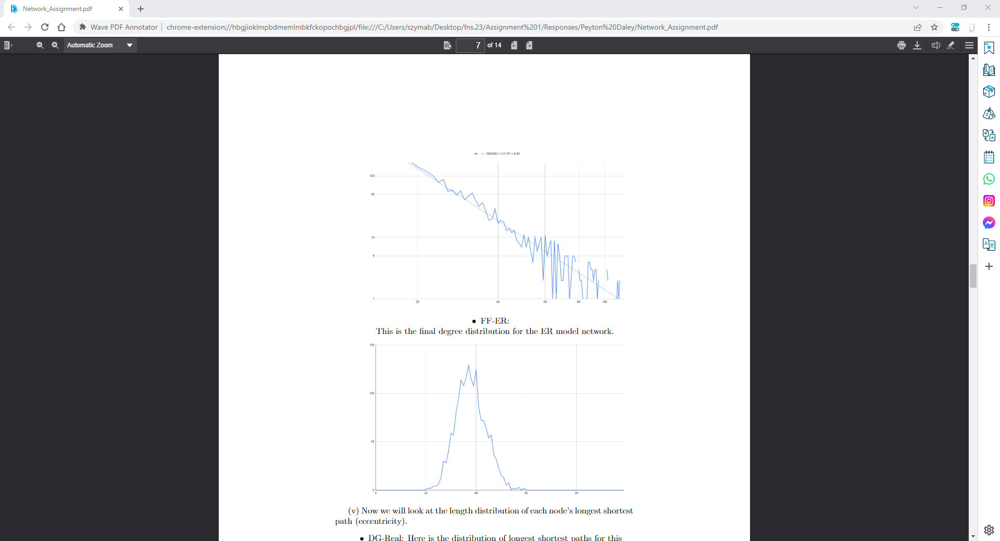 Network_Assignment.pdf
Wave PDF Annotator
chrome-extension://hbgjioklmpbdmemlmbkfckopochbgjpl/file:///C:/Users/szymab/Desktop/fns.23/Assignment%201/Responses/Peyton%20Daley/Network_Assignment.pdf
Automatic Zoom
7 of 14
100
50
10
5
1
20 40 60 80 100
• FF-ER:
This is the final degree distribution for the ER model network.
150
100
50
0
0 20 40 60 80
(v) Now we will look at the length distribution of each node's longest shortest
path (eccentricity).
• DG-Real: Here is the distribution of longest shortest paths for this